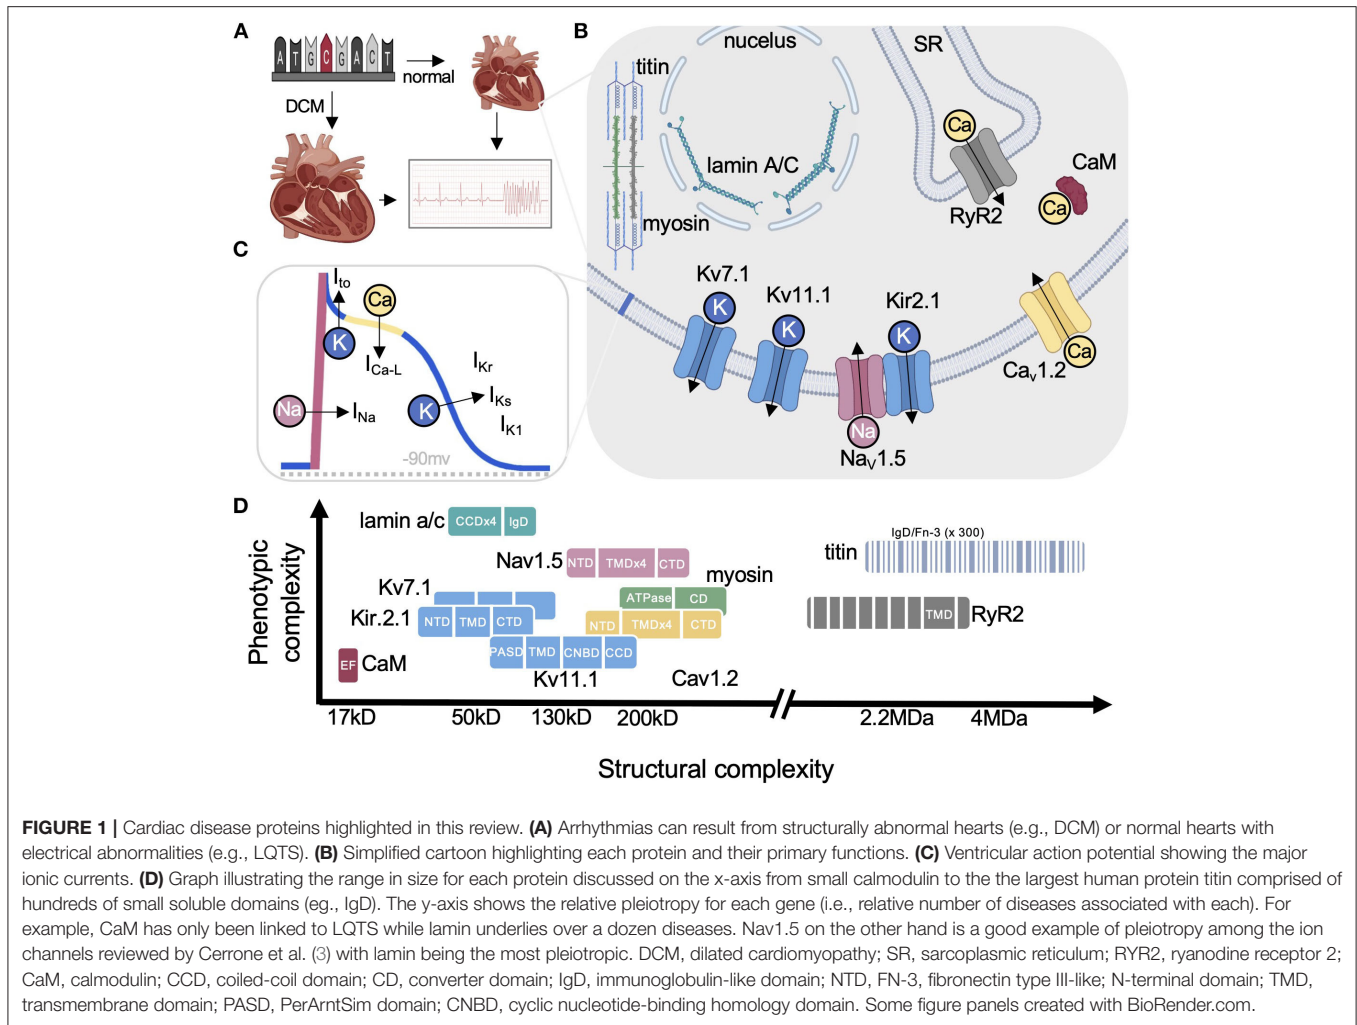 A
A T G C G A C T
normal
DCM
B
nucelus
SR
titin
Ca
CaM
lamin A/C
Ca
RyR2
myosin
Kv7.1
Kv11.1
Kir2.1
K
K
K
Ca
Cav1.2
Na
Nav1.5
C
Ito
Ca
K
ICa-L
IKr
Na
INa
K
IKs
IK1
-90mv
D
Phenotypic
complexity
lamin a/c
CCDx4 IgD
IgD/Fn-3 (x 300)
titin
Nav1.5
NTD TMDx4 CTD
myosin
Kv7.1
ATPase CD
Kir.2.1
NTD TMD CTD
NTD TMDx4 CTD
TMD
RyR2
PASD TMD CNBD CCD
EF CaM
Kv11.1
Cav1.2
17kD 50kD 130kD 200kD 2.2MDa 4MDa
Structural complexity
FIGURE 1 | Cardiac disease proteins highlighted in this review. (A) Arrhythmias can result from structurally abnormal hearts (e.g., DCM) or normal hearts with
electrical abnormalities (e.g., LQTS). (B) Simplified cartoon highlighting each protein and their primary functions. (C) Ventricular action potential showing the major
ionic currents. (D) Graph illustrating the range in size for each protein discussed on the x-axis from small calmodulin to the the largest human protein titin comprised of
hundreds of small soluble domains (eg., IgD). The y-axis shows the relative pleiotropy for each gene (i.e., relative number of diseases associated with each). For
example, CaM has only been linked to LQTS while lamin underlies over a dozen diseases. Nav1.5 on the other hand is a good example of pleiotropy among the ion
channels reviewed by Cerrone et al. (3) with lamin being the most pleiotropic. DCM, dilated cardiomyopathy; SR, sarcoplasmic reticulum; RYR2, ryanodine receptor 2;
CaM, calmodulin; CCD, coiled-coil domain; CD, converter domain; IgD, immunoglobulin-like domain; NTD, FN-3, fibronectin type III-like; N-terminal domain; TMD,
transmembrane domain; PASD, PerArntSim domain; CNBD, cyclic nucleotide-binding homology domain. Some figure panels created with BioRender.com.